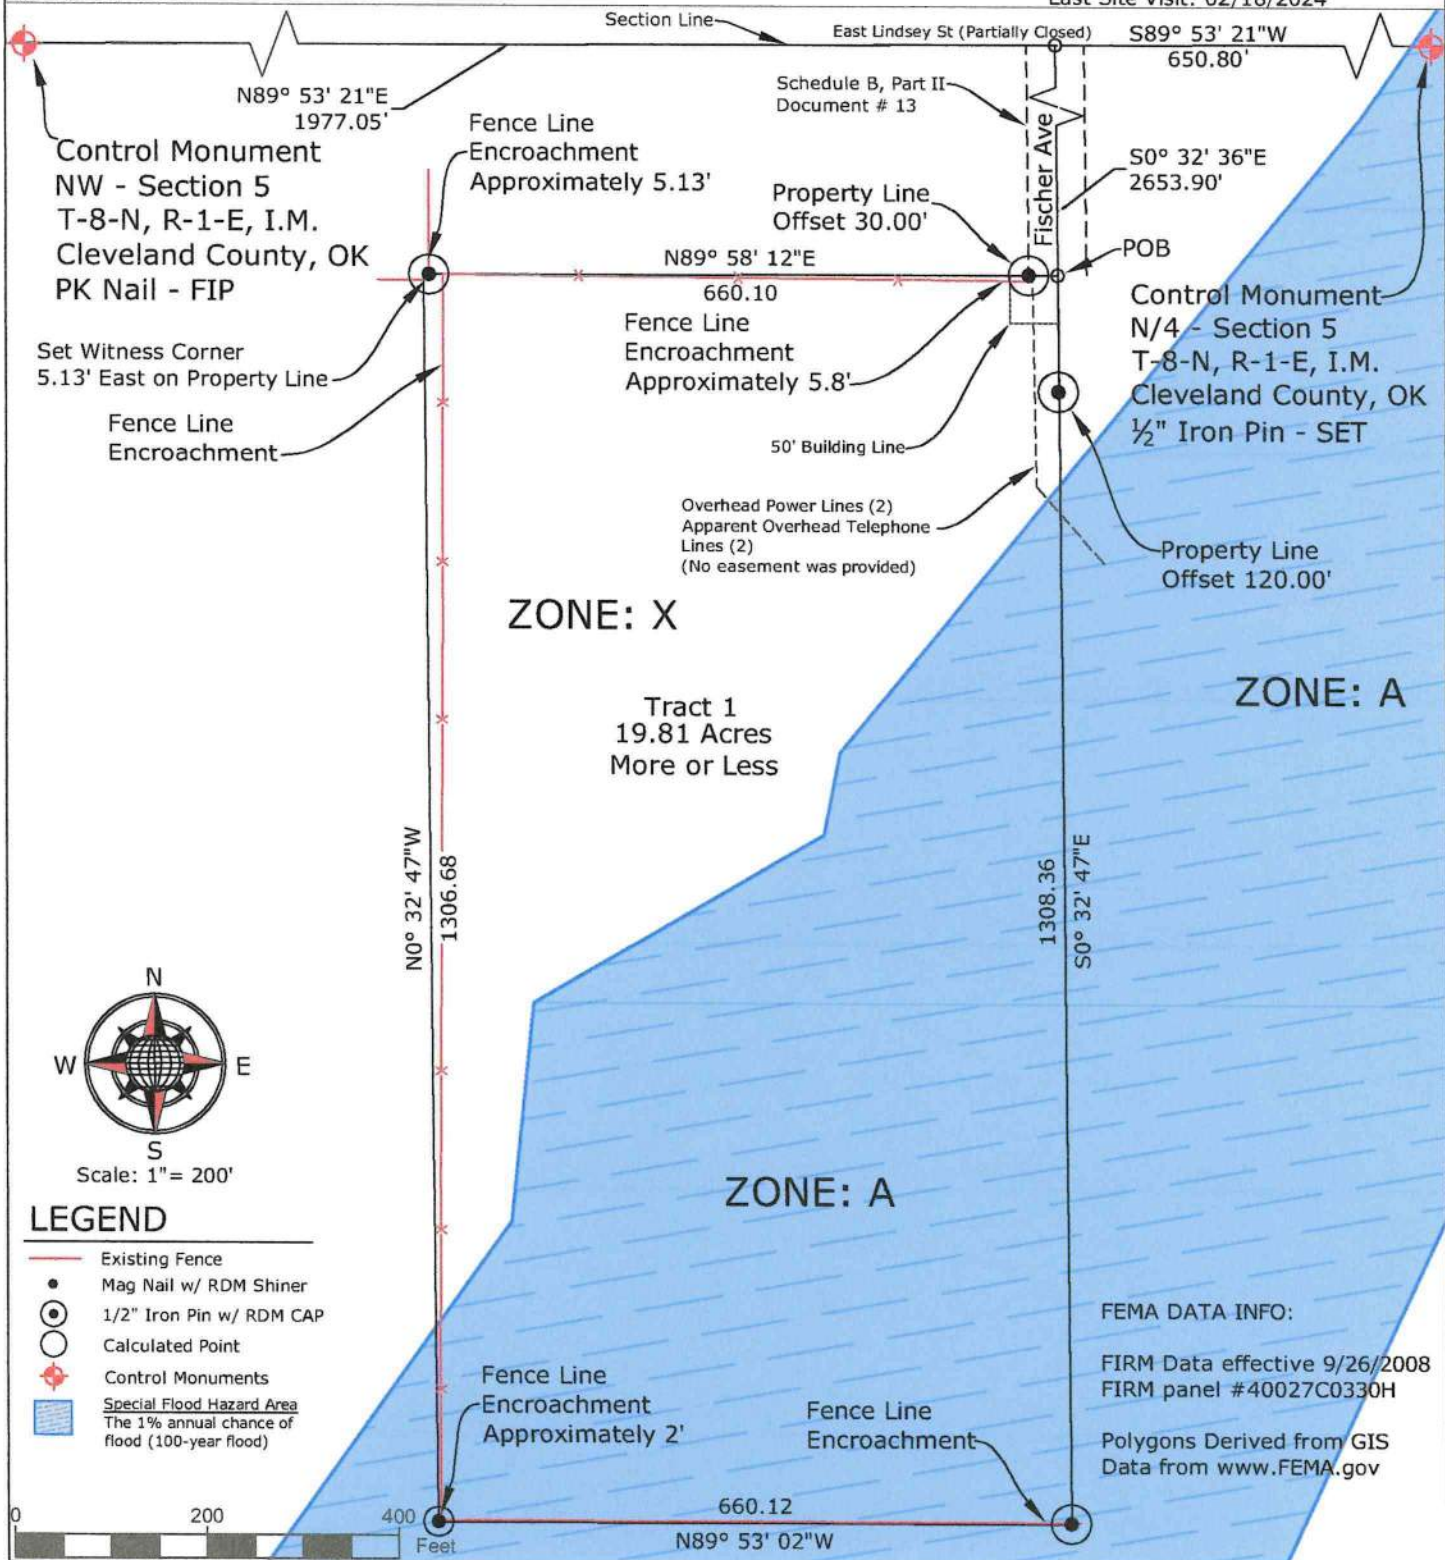 Last Site Visit: 02/18/2024
Section Line
East Lindsey St (Partially Closed)
S89° 53' 21"W
650.80'
N89° 53' 21"E
1977.05'
Schedule B, Part II
Document # 13
Control Monument
NW - Section 5
T-8-N, R-1-E, I.M.
Cleveland County, OK
PK Nail - FIP
Fence Line
Encroachment
Approximately 5.13'
Fischer Ave
S0° 32' 36"E
2653.90'
Property Line
Offset 30.00'
POB
N89° 58' 12"E
660.10
Control Monument
N/4 - Section 5
T-8-N, R-1-E, I.M.
Cleveland County, OK
½" Iron Pin - SET
Fence Line
Encroachment
Approximately 5.8'
Set Witness Corner
5.13' East on Property Line
Fence Line
Encroachment
50' Building Line
Overhead Power Lines (2)
Apparent Overhead Telephone
Lines (2)
(No easement was provided)
Property Line
Offset 120.00'
ZONE: X
ZONE: A
Tract 1
19.81 Acres
More or Less
N0° 32' 47"W
1306.68
1308.36
S0° 32' 47"E
N
W
E
S
Scale: 1"= 200'
ZONE: A
LEGEND
Existing Fence
Mag Nail w/ RDM Shiner
1/2" Iron Pin w/ RDM CAP
Calculated Point
Control Monuments
Special Flood Hazard Area
The 1% annual chance of
flood (100-year flood)
FEMA DATA INFO:
FIRM Data effective 9/26/2008
FIRM panel #40027C0330H
Polygons Derived from GIS
Data from www.FEMA.gov
Fence Line
Encroachment
Approximately 2'
Fence Line
Encroachment
0
200
400
Feet
660.12
N89° 53' 02"W